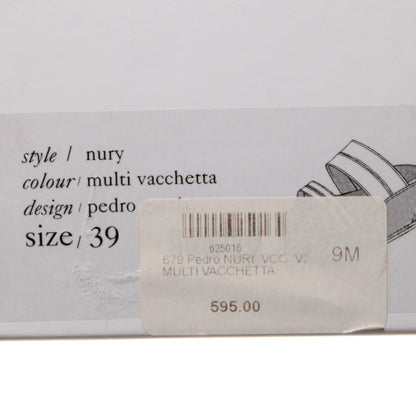 style / nury
colour / multi vacchetta
design / pedro
size / 39
625016
679 Pedro NURI VCC V2 9M
MULTI VACCHETTA
595.00